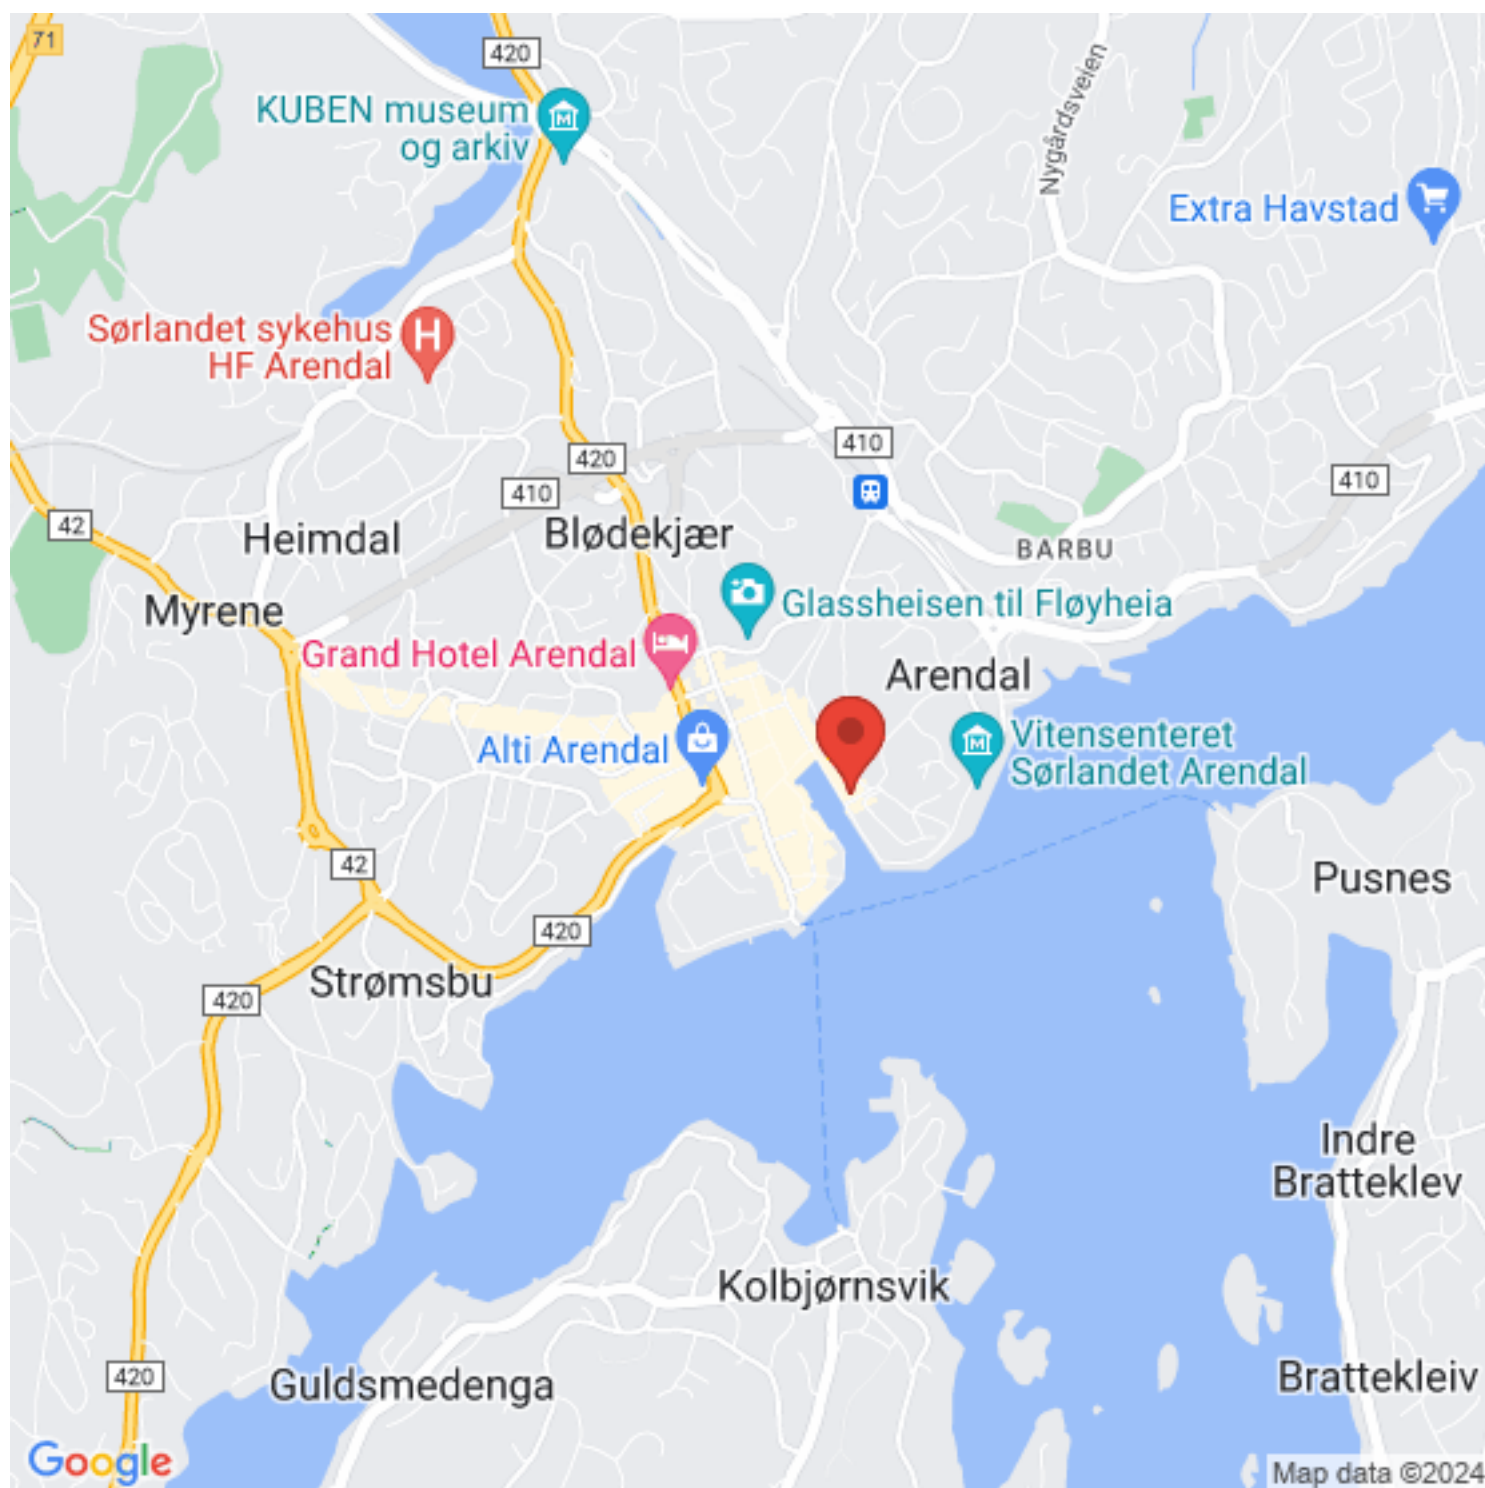 71
420
KUBEN museum
og arkiv
Nygårdsveien
Extra Havstad
Sørlandet sykehus
HF Arendal
410
420
410
410
42
Heimdal
Blødekjær
BARBU
Myrene
Glassheisen til Fløyheia
Grand Hotel Arendal
Arendal
Alti Arendal
Vitensenteret
Sørlandet Arendal
42
Pusnes
420
Strømsbu
420
Indre
Bratteklev
Kolbjørnsvik
420
Guldsmedenga
Brattekleiv
Google
Map data ©2024